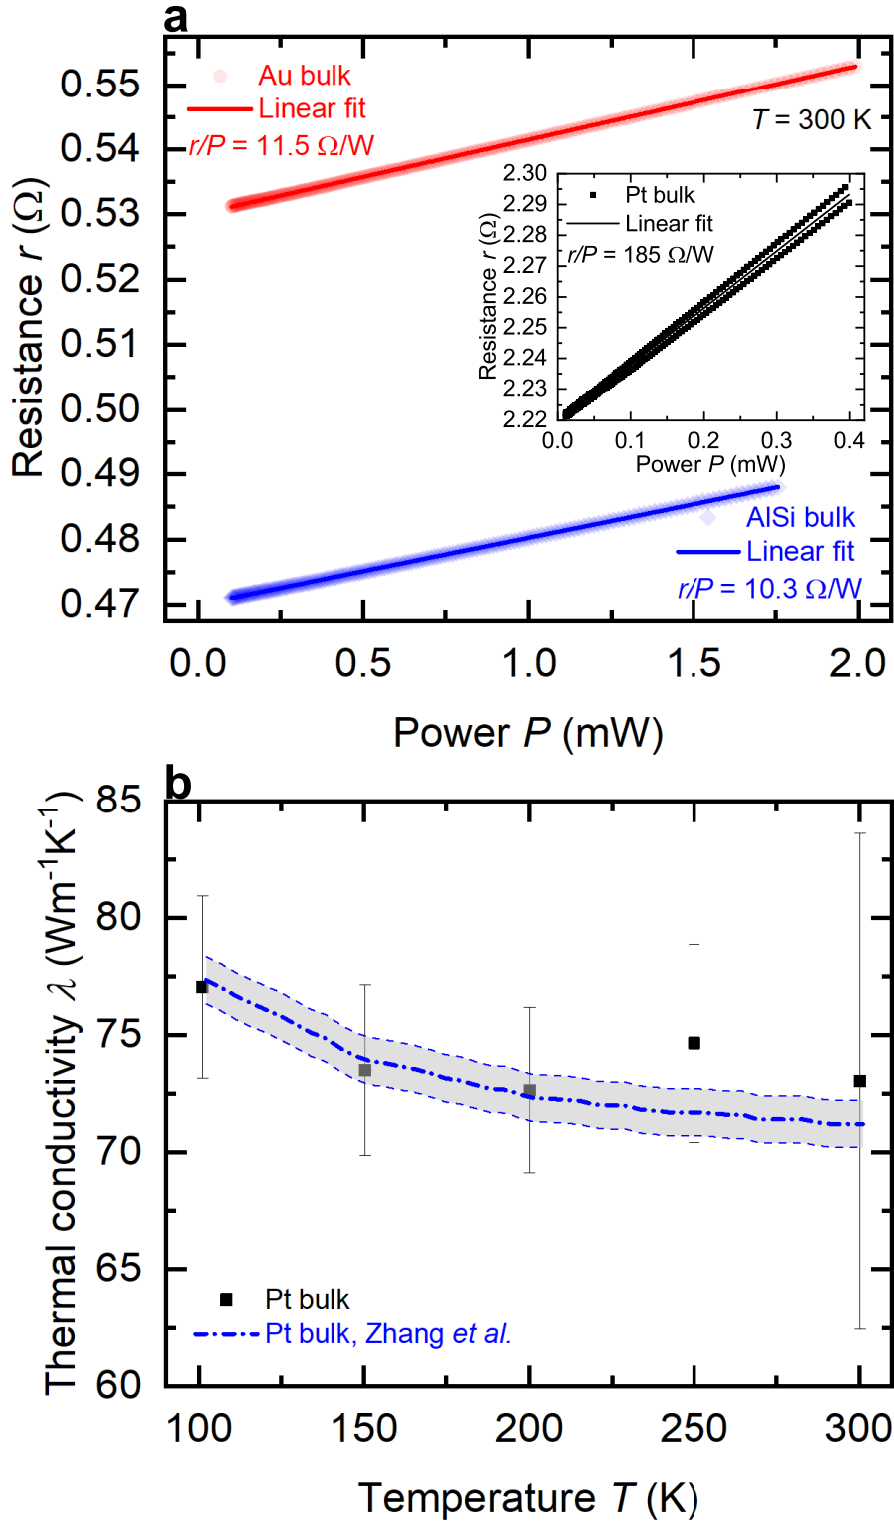 a
Au bulk
Linear fit
r/P = 11.5 Ω/W
T = 300 K
Resistance r (Ω)
0.55
0.54
0.53
0.52
0.51
0.50
0.49
0.48
0.47
0.0 0.5 1.0 1.5 2.0
Power P (mW)
Pt bulk
Linear fit
r/P = 185 Ω/W
Resistance r (Ω)
2.30
2.29
2.28
2.27
2.26
2.25
2.24
2.23
2.22
0.0 0.1 0.2 0.3 0.4
Power P (mW)
AlSi bulk
Linear fit
r/P = 10.3 Ω/W
b
Thermal conductivity λ (Wm⁻¹K⁻¹)
85
80
75
70
65
60
Pt bulk
Pt bulk, Zhang et al.
100 150 200 250 300
Temperature T (K)